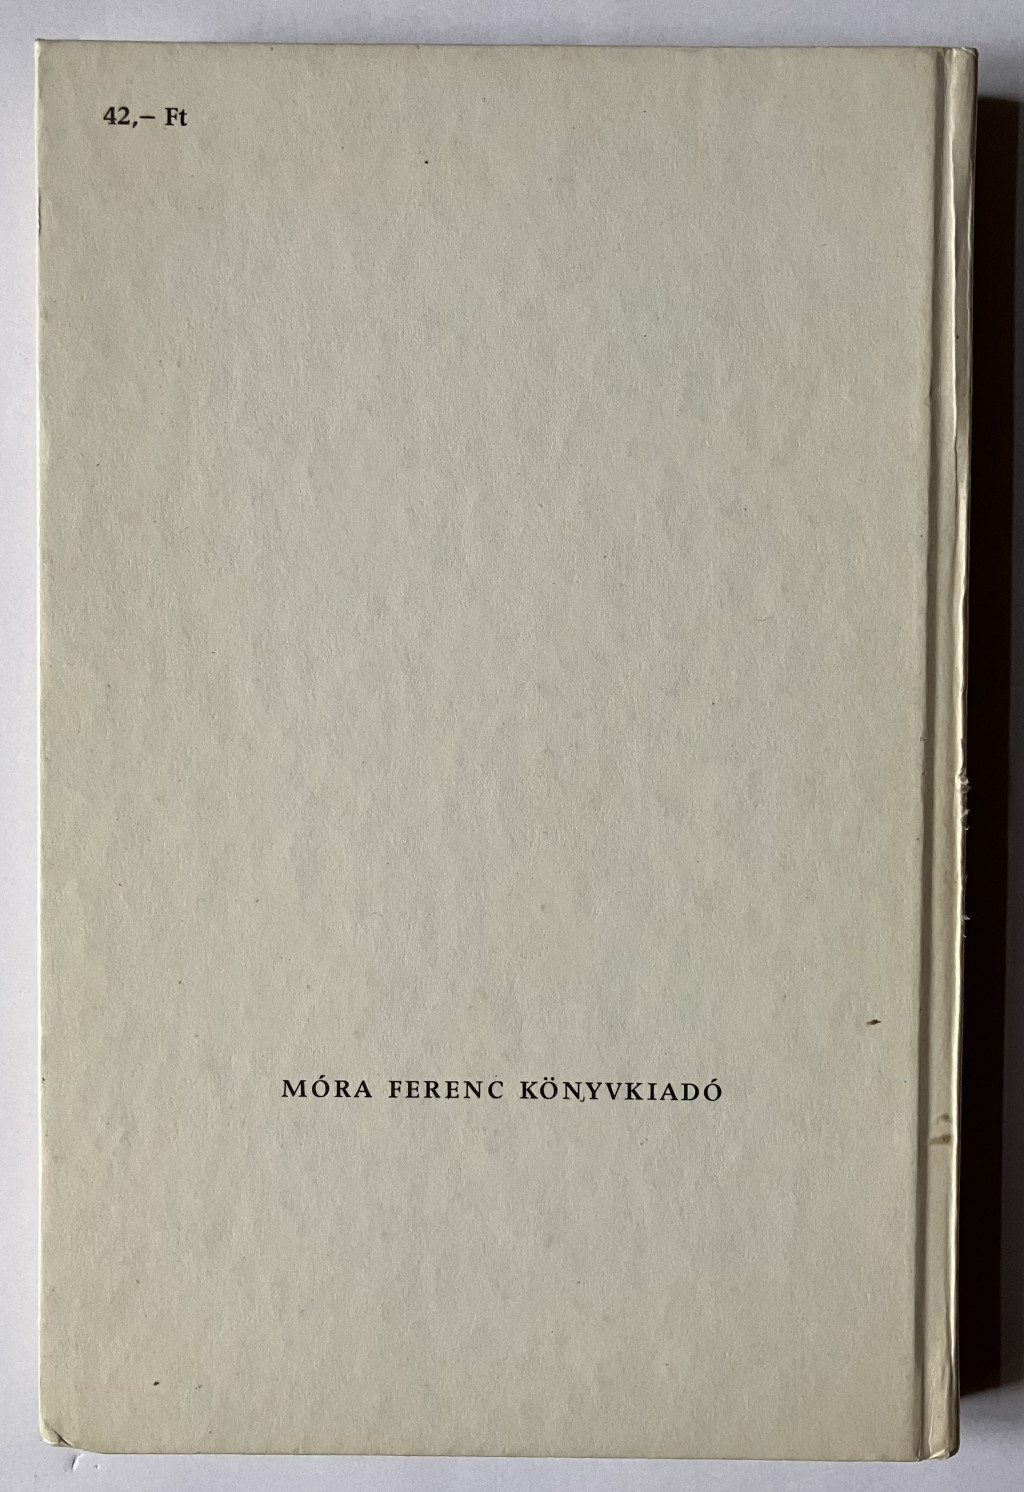 42,– Ft
MÓRA FERENC KÖNYVKIADÓ